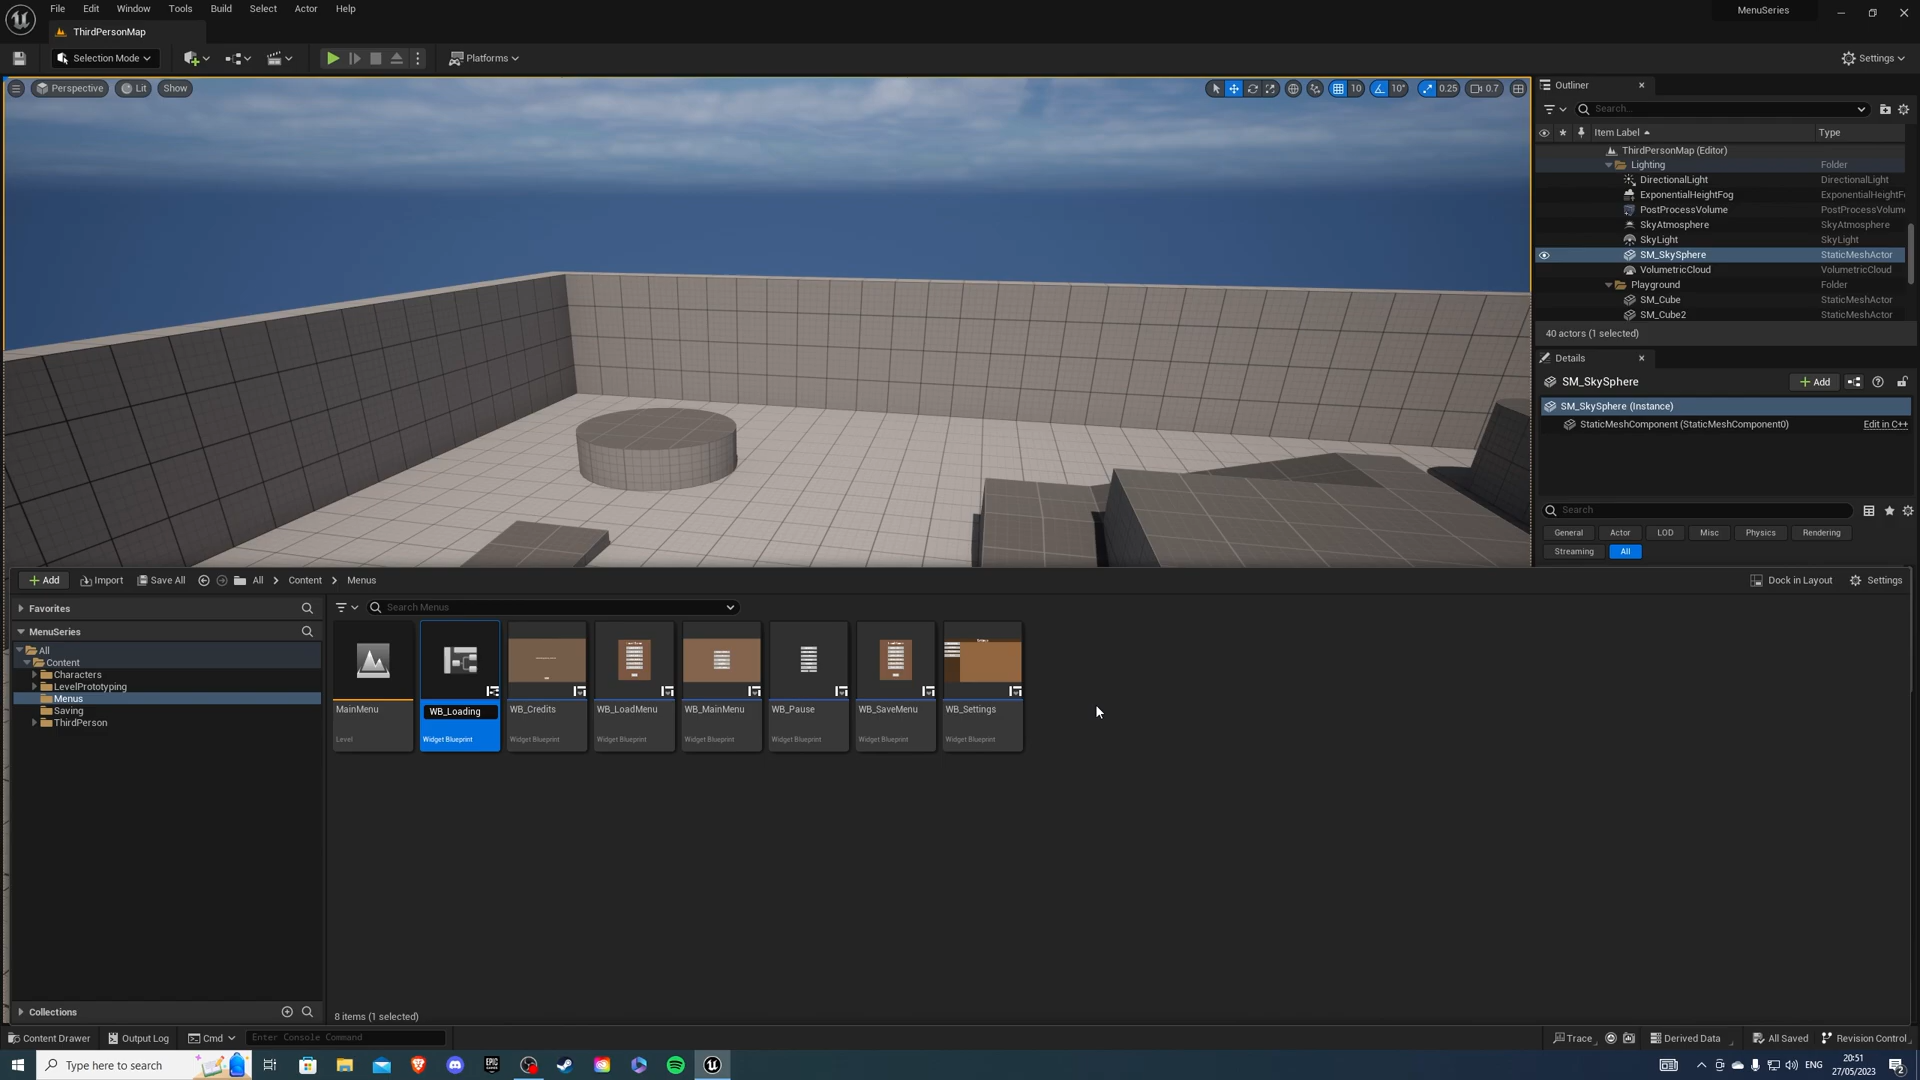 File Edit Window Tools Build Select Actor Help
MenuSeries
ThirdPersonMap
Selection Mode
Platforms
Settings
Perspective Lit Show
10 10° 0.25 0.7
Outliner
Search...
Item Label Type
ThirdPersonMap (Editor)
Lighting Folder
DirectionalLight DirectionalLight
ExponentialHeightFog ExponentialHeightF
PostProcessVolume PostProcessVolum
SkyAtmosphere SkyAtmosphere
SkyLight SkyLight
SM_SkySphere StaticMeshActor
VolumetricCloud VolumetricCloud
Playground Folder
SM_Cube StaticMeshActor
SM_Cube2 StaticMeshActor
40 actors (1 selected)
Details
SM_SkySphere
Add
SM_SkySphere (Instance)
StaticMeshComponent (StaticMeshComponent0) Edit in C++
Search
General Actor LOD Misc Physics Rendering
Streaming All
Add Import Save All All Content Menus
Dock in Layout Settings
Favorites
MenuSeries
All
Content
Characters
LevelPrototyping
Menus
Saving
ThirdPerson
Collections
Search Menus
MainMenu WB_Loading WB_Credits WB_LoadMenu WB_MainMenu WB_Pause WB_SaveMenu WB_Settings
Level Widget Blueprint Widget Blueprint Widget Blueprint Widget Blueprint Widget Blueprint Widget Blueprint Widget Blueprint
8 items (1 selected)
Content Drawer Output Log Cmd Enter Console Command
Trace Derived Data All Saved Revision Control
Type here to search
EPIC GAMES
ENG
20:51
27/05/2023
2